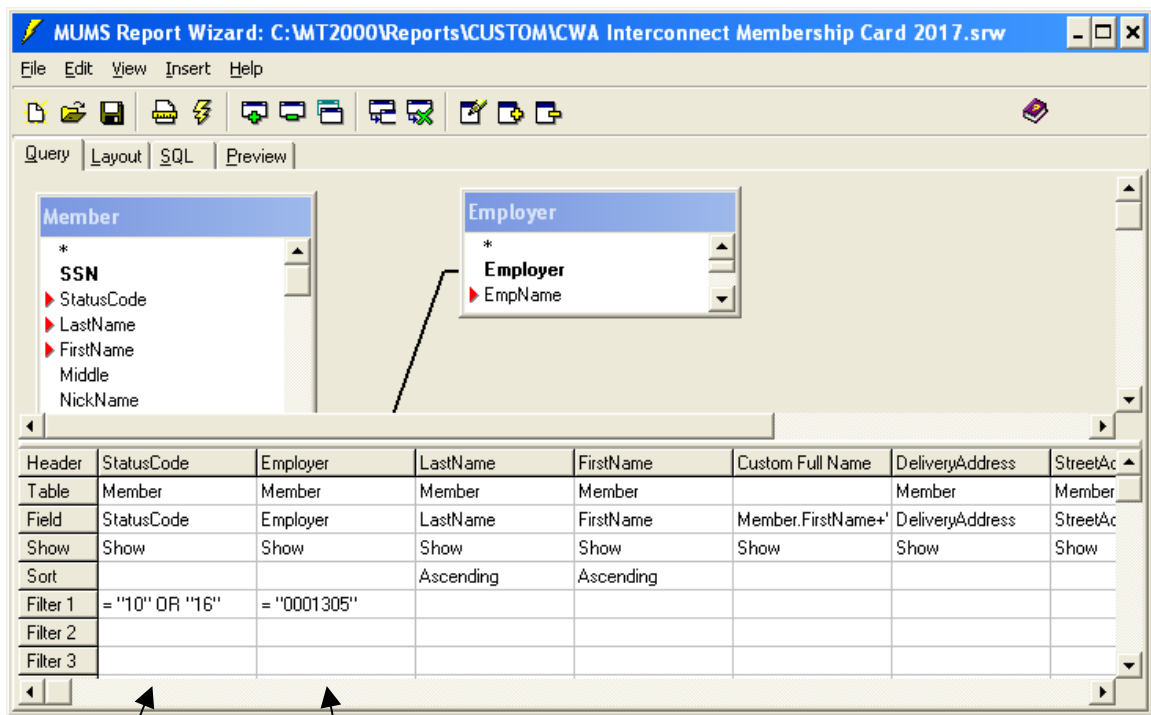 MUMS Report Wizard: C:\MT2000\Reports\CUSTOM\CWA Interconnect Membership Card 2017.srw
File Edit View Insert Help
Query Layout SQL Preview
Member
*
SSN
StatusCode
LastName
FirstName
Middle
NickName
Employer
*
Employer
EmpName
Header StatusCode Employer LastName FirstName Custom Full Name DeliveryAddress StreetAc
Table Member Member Member Member Member Member
Field StatusCode Employer LastName FirstName Member.FirstName+' DeliveryAddress StreetAc
Show Show Show Show Show Show Show Show
Sort Ascending Ascending
Filter 1 = "10" OR "16" = "0001305"
Filter 2
Filter 3